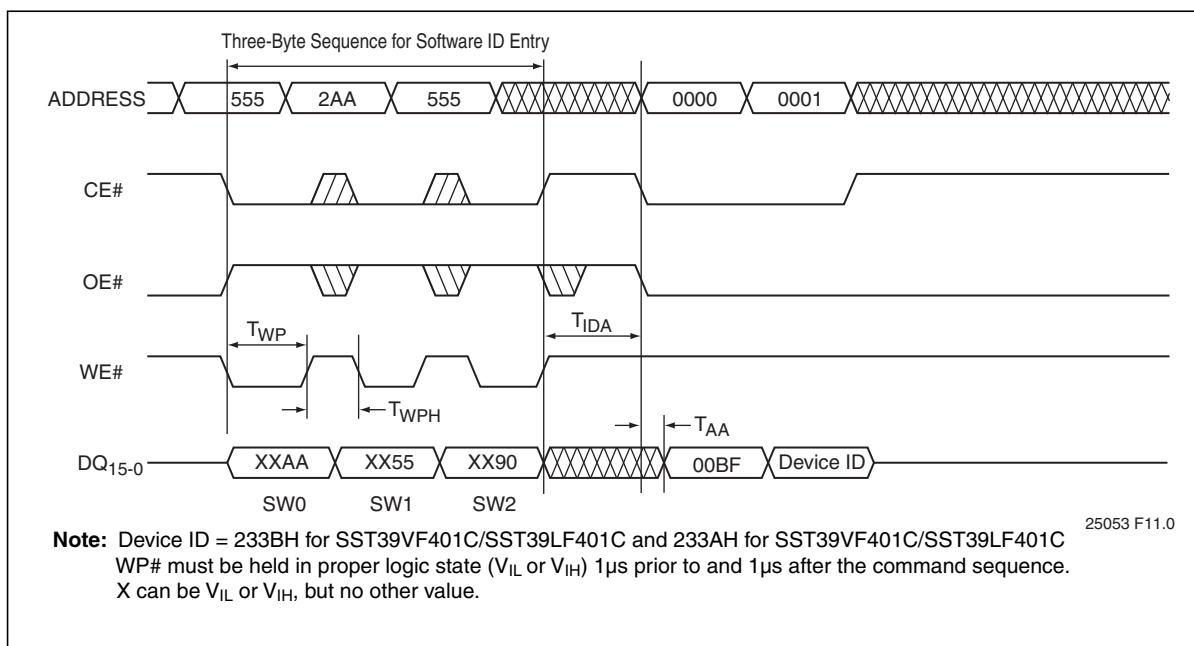 Three-Byte Sequence for Software ID Entry
ADDRESS 555 2AA 555 0000 0001
CE#
OE#
TWP TIDA
WE#
TWPH TAA
DQ15-0 XXAA XX55 XX90 00BF Device ID
SW0 SW1 SW2
25053 F11.0
Note: Device ID = 233BH for SST39VF401C/SST39LF401C and 233AH for SST39VF401C/SST39LF401C
WP# must be held in proper logic state (VIL or VIH) 1µs prior to and 1µs after the command sequence.
X can be VIL or VIH, but no other value.